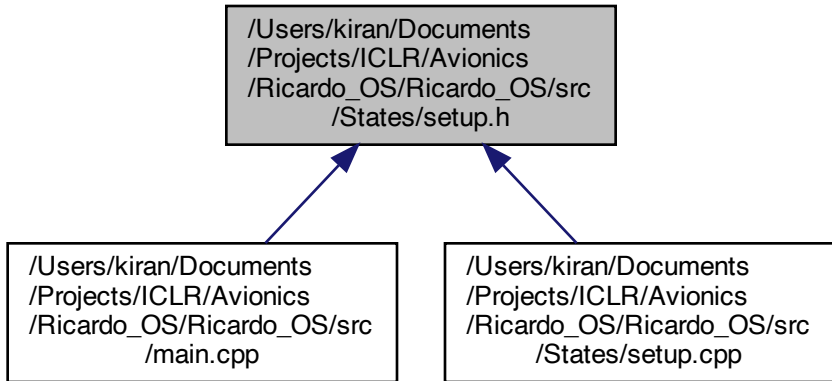 /Users/kiran/Documents
/Projects/ICLR/Avionics
/Ricardo_OS/Ricardo_OS/src
/States/setup.h
/Users/kiran/Documents
/Projects/ICLR/Avionics
/Ricardo_OS/Ricardo_OS/src
/main.cpp
/Users/kiran/Documents
/Projects/ICLR/Avionics
/Ricardo_OS/Ricardo_OS/src
/States/setup.cpp